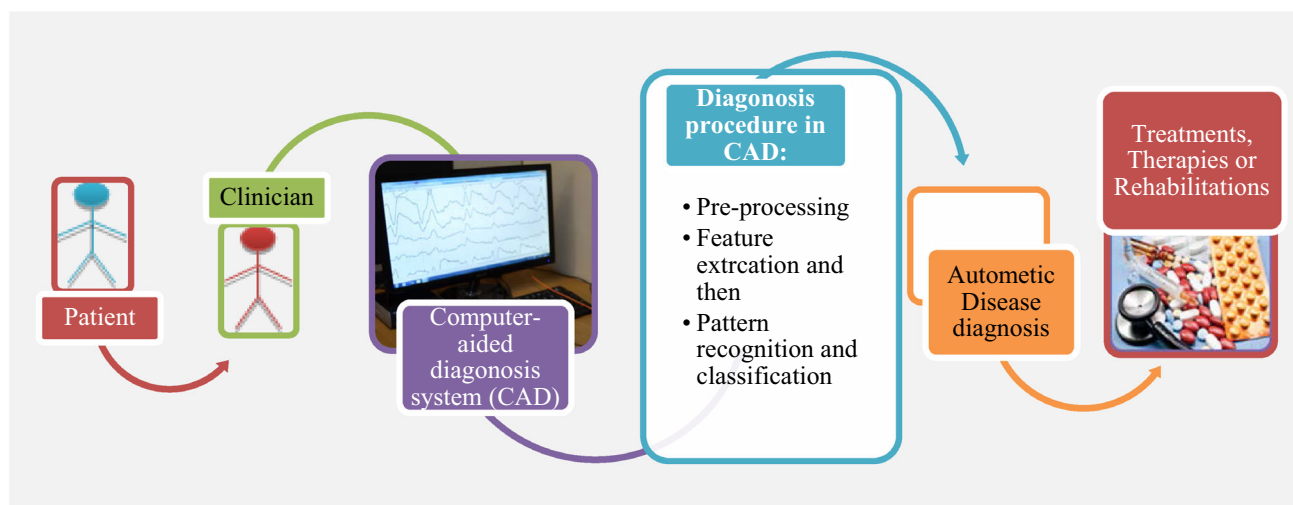 Patient
Clinician
Computer-
aided
diagonosis
system (CAD)
Diagonosis
procedure in
CAD:
• Pre-processing
• Feature
extrcation and
then
• Pattern
recognition and
classification
Autometic
Disease
diagnosis
Treatments,
Therapies or
Rehabilitations